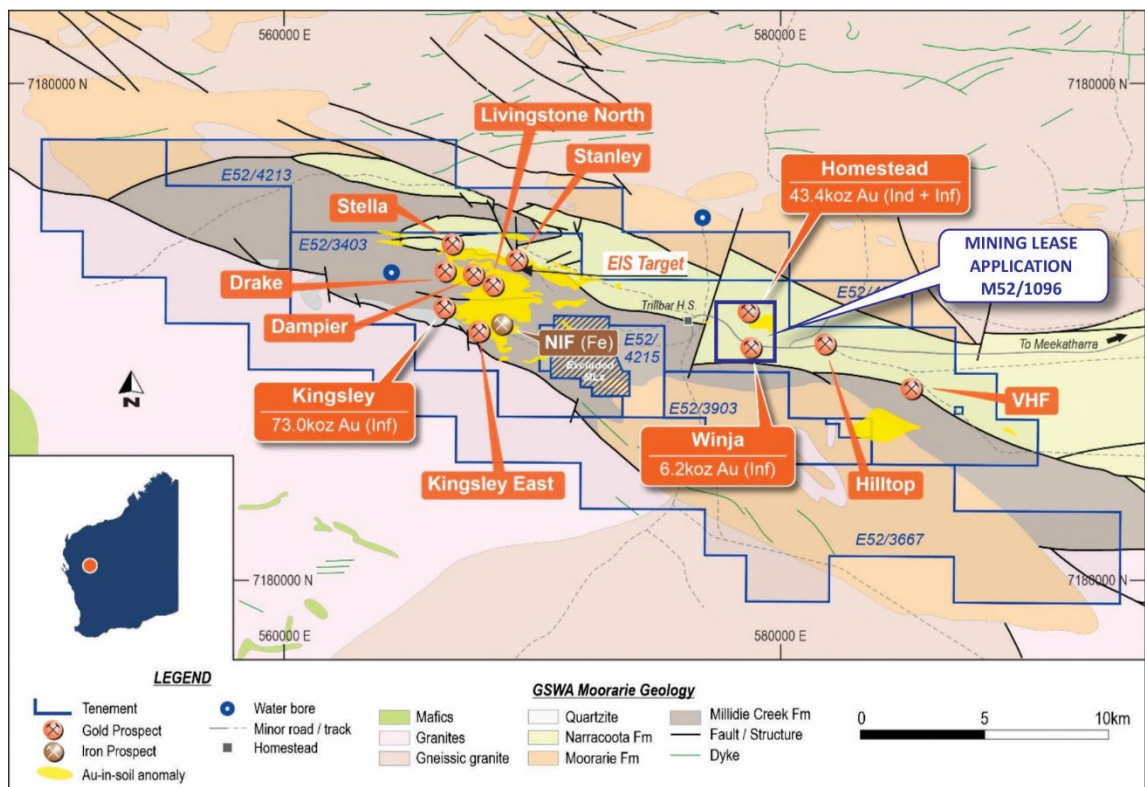 560000 E
580000 E
7180000 N
7180000 N
Livingstone North
Stanley
Homestead
43.4koz Au (Ind + Inf)
E52/4213
Stella
E52/3403
MINING LEASE
APPLICATION
M52/1096
EIS Target
Drake
Trillbar H.S.
Dampier
NIF (Fe)
E52/
4215
Excluded
To Meekatharra
N
Kingsley
73.0koz Au (Inf)
E52/3903
VHF
Winja
6.2koz Au (Inf)
Kingsley East
Hilltop
E52/3667
7180000 N
560000 E
580000 E
LEGEND
Tenement
Gold Prospect
Iron Prospect
Au-in-soil anomaly
Water bore
Minor road / track
Homestead
GSWA Moorarie Geology
Mafics
Granites
Gneissic granite
Quartzite
Narracoota Fm
Moorarie Fm
Millidie Creek Fm
Fault / Structure
Dyke
0
5
10km